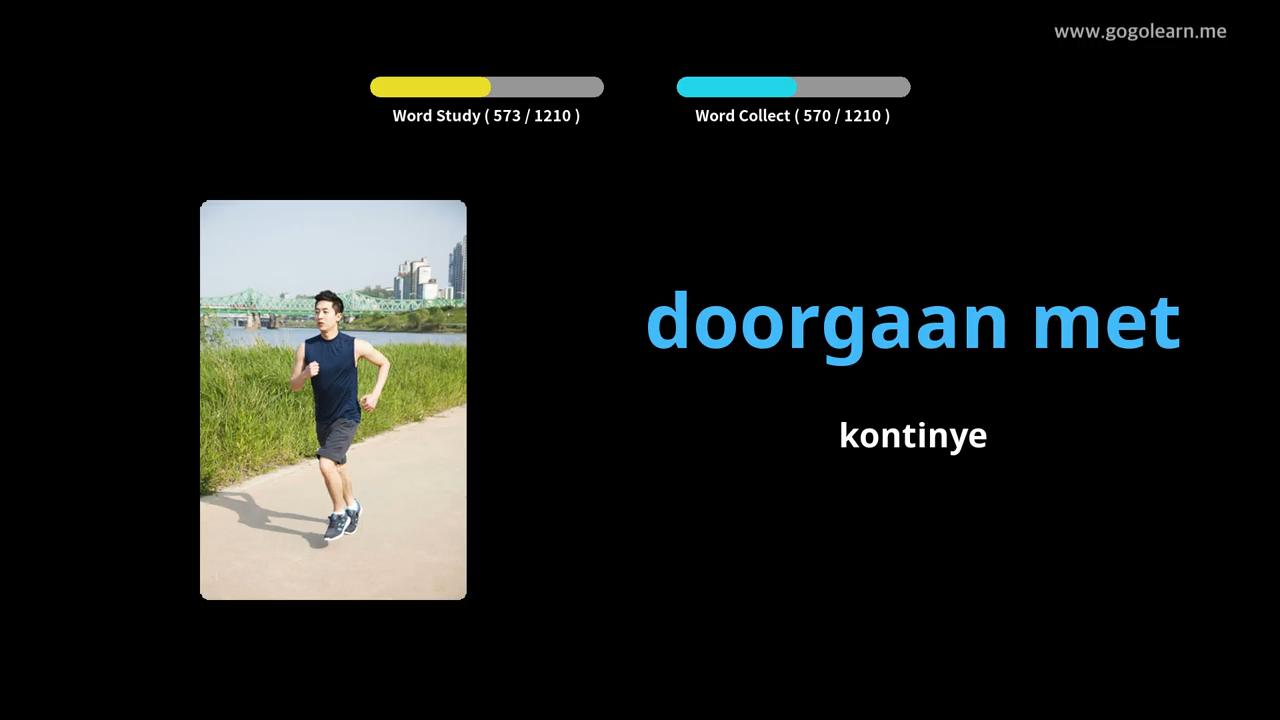 www.gogolearn.me
Word Study ( 573 / 1210 )
Word Collect ( 570 / 1210 )
doorgaan met
kontinye